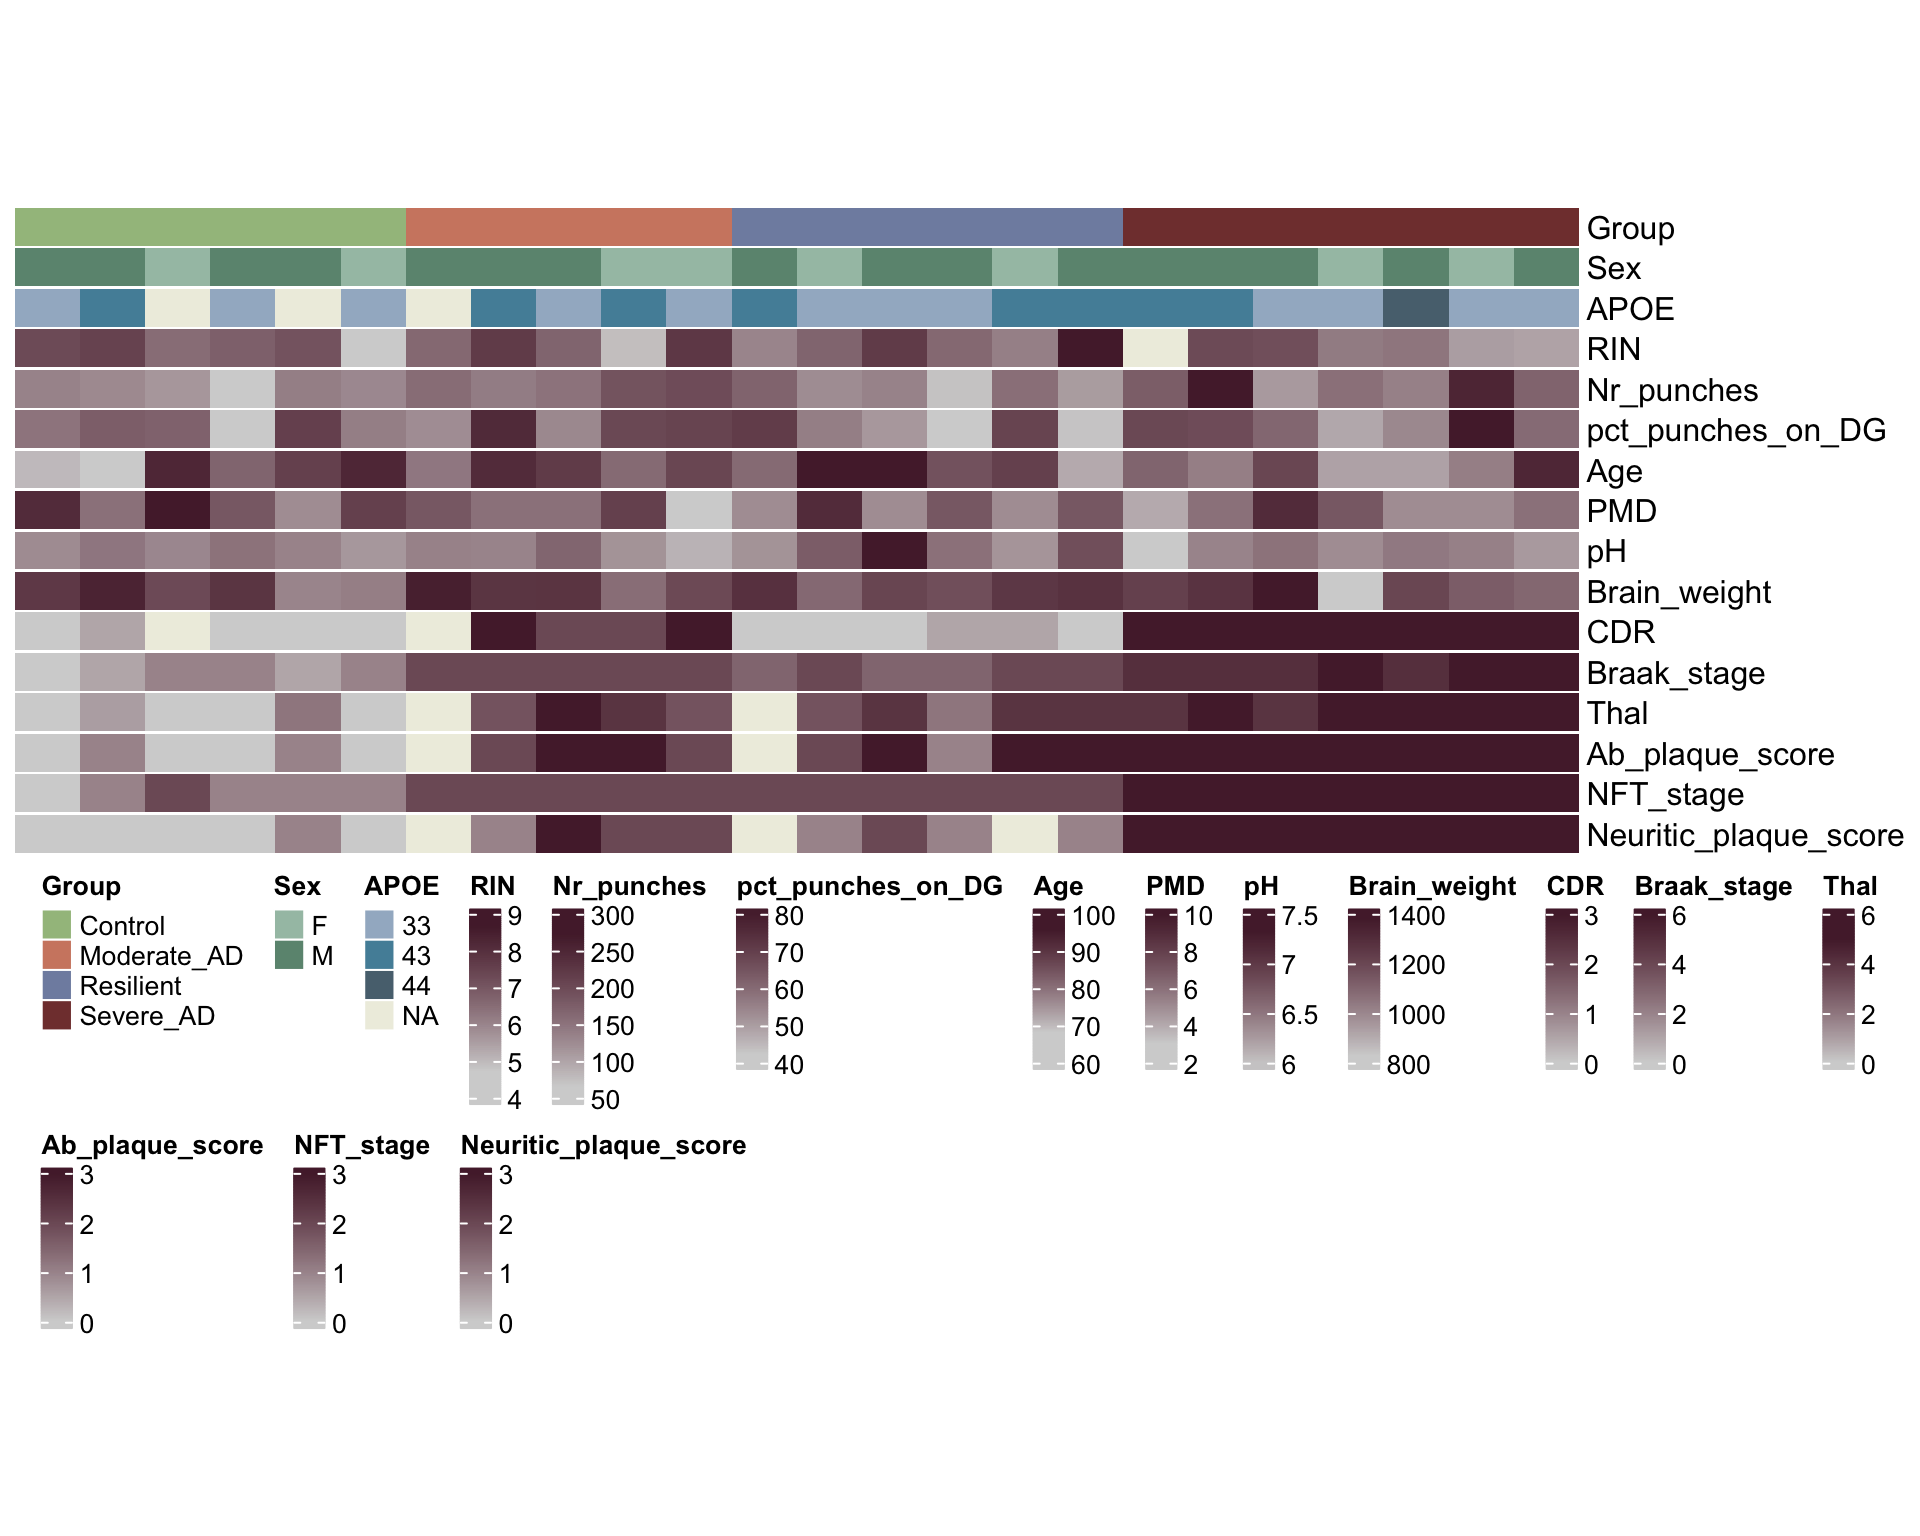 Group
Sex
APOE
RIN
Nr_punches
pct_punches_on_DG
Age
PMD
pH
Brain_weight
CDR
Braak_stage
Thal
Ab_plaque_score
NFT_stage
Neuritic_plaque_score
Group
Control
Moderate_AD
Resilient
Severe_AD
Sex
F
M
APOE
33
43
44
NA
RIN
9
8
7
6
5
4
Nr_punches
300
250
200
150
100
50
pct_punches_on_DG
80
70
60
50
40
Age
100
90
80
70
60
PMD
10
8
6
4
2
pH
7.5
7
6.5
6
Brain_weight
1400
1200
1000
800
CDR
3
2
1
0
Braak_stage
6
4
2
0
Thal
6
4
2
0
Ab_plaque_score
3
2
1
0
NFT_stage
3
2
1
0
Neuritic_plaque_score
3
2
1
0